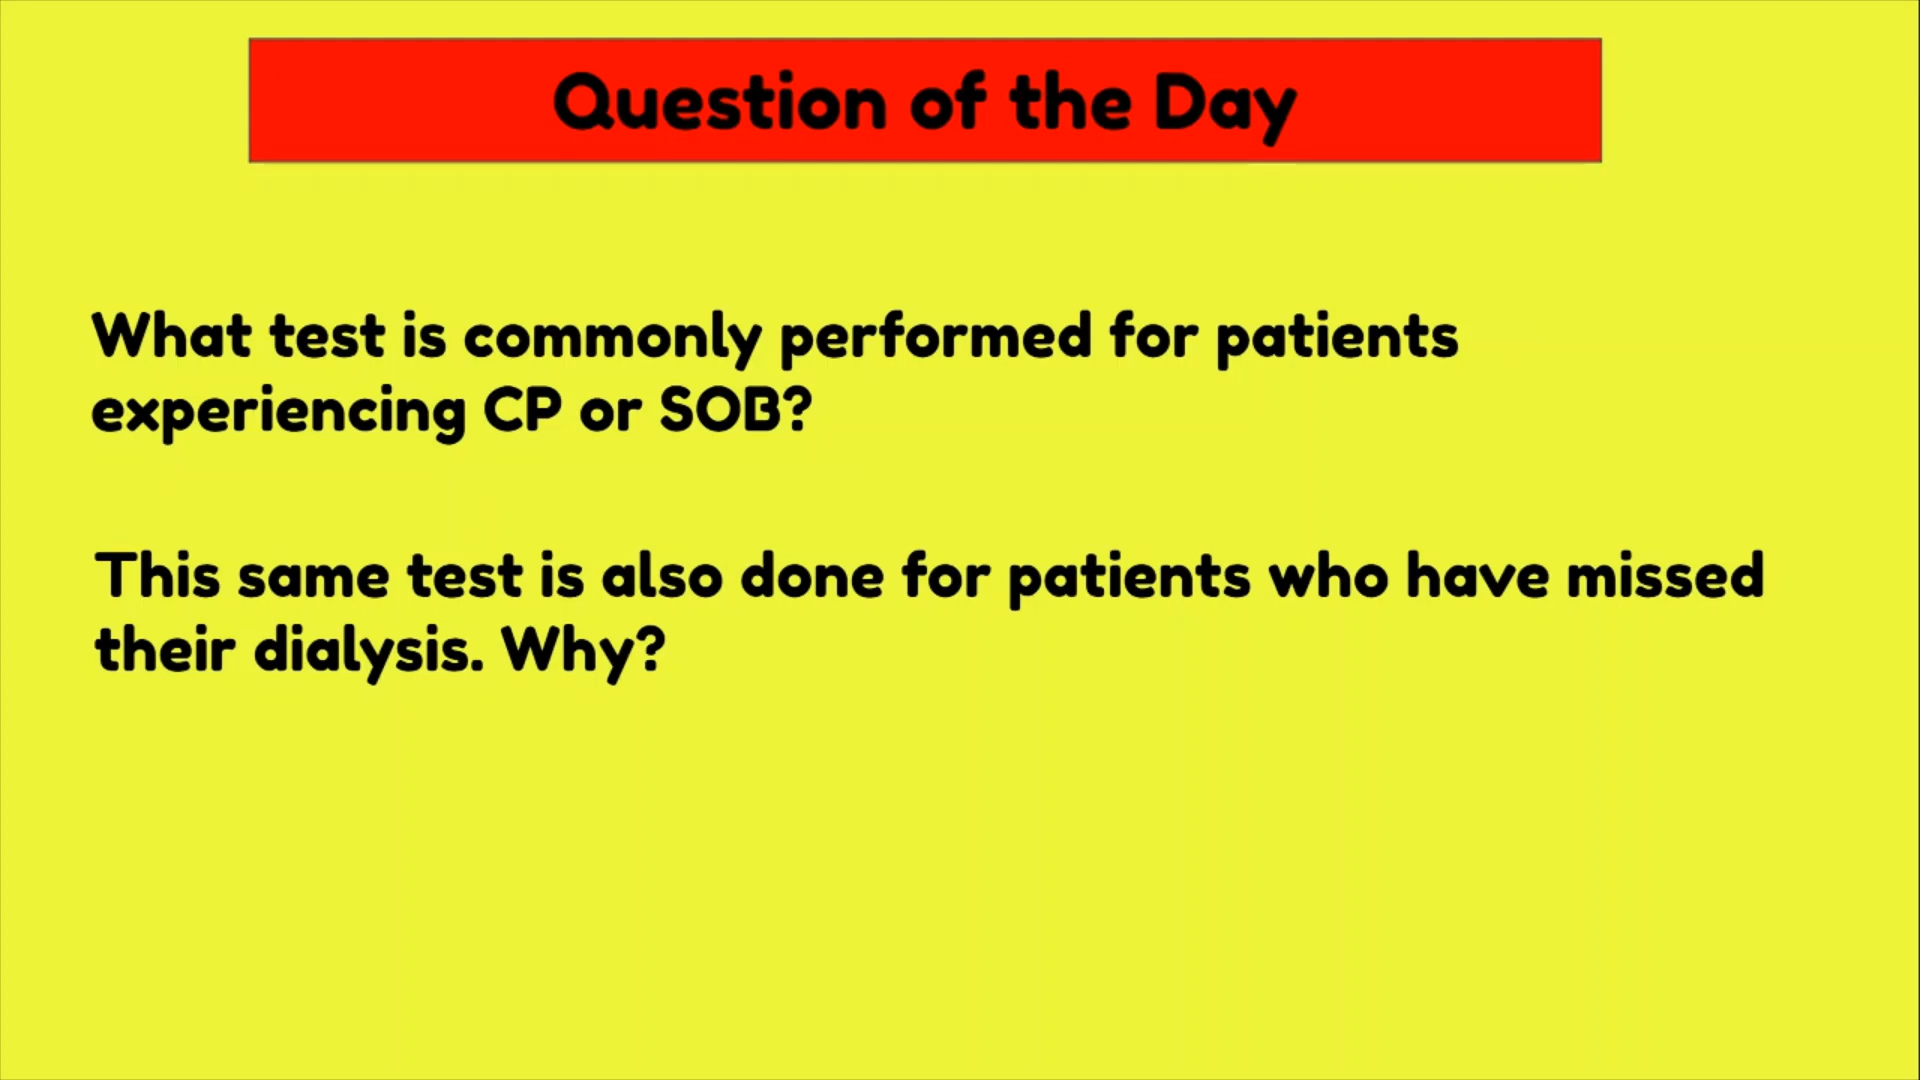 Question of the Day
What test is commonly performed for patients
experiencing CP or SOB?
This same test is also done for patients who have missed
their dialysis. Why?